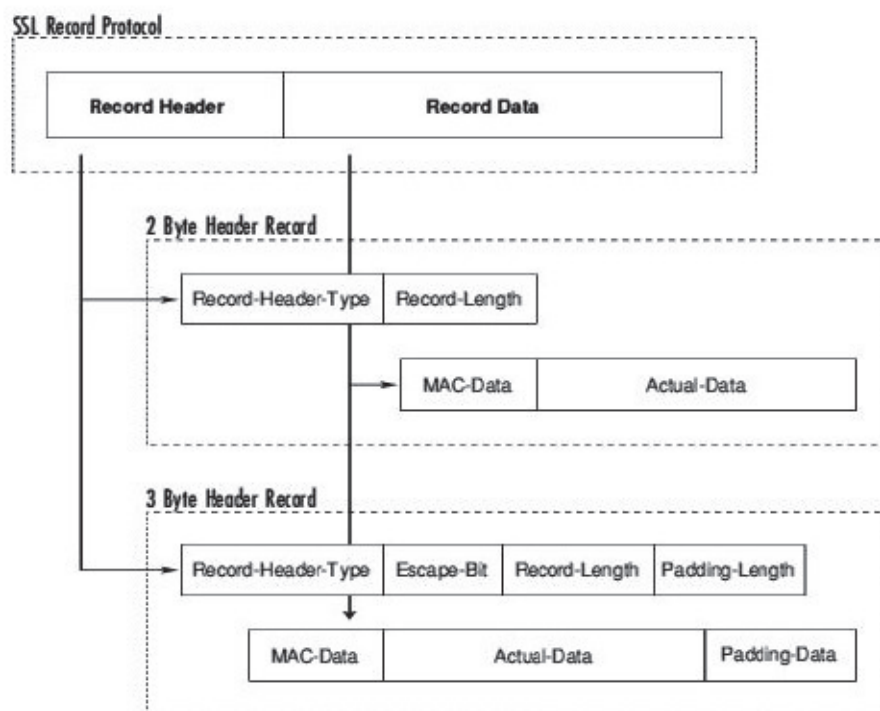 SSL Record Protocol
Record Header Record Data
2 Byte Header Record
Record-Header-Type Record-Length
MAC-Data Actual-Data
3 Byte Header Record
Record-Header-Type Escape-Bit Record-Length Padding-Length
MAC-Data Actual-Data Padding-Data